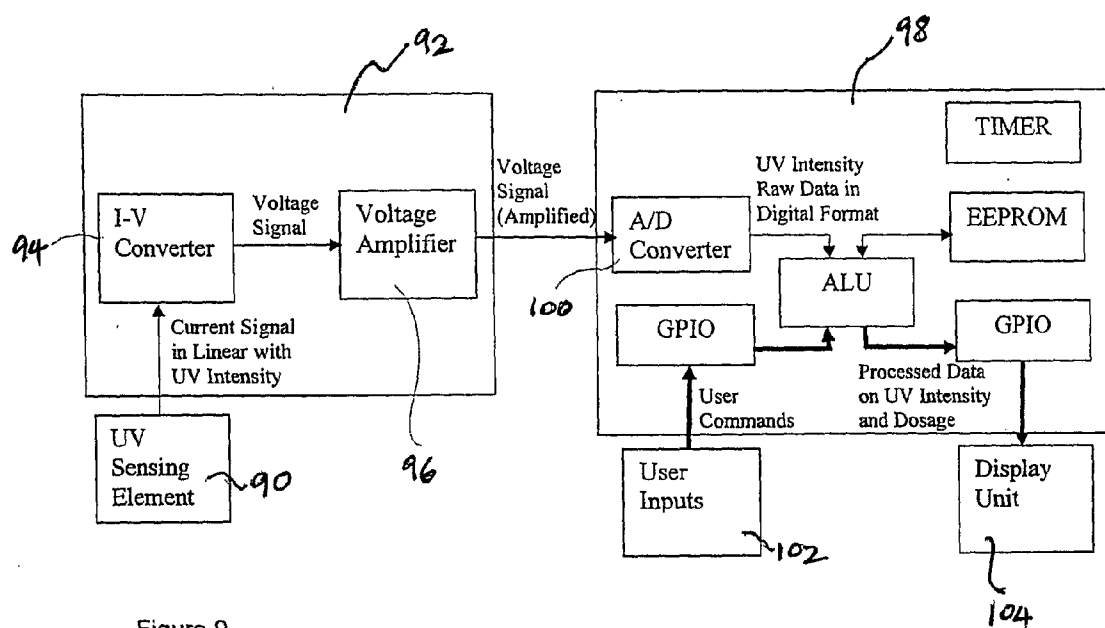 92
98
TIMER
Voltage
Signal
(Amplified)
UV Intensity
Raw Data in
Digital Format
I-V
Converter
94
Voltage
Signal
Voltage
Amplifier
A/D
Converter
100
EEPROM
ALU
Current Signal
in Linear with
UV Intensity
GPIO
GPIO
User
Commands
Processed Data
on UV Intensity
and Dosage
UV
Sensing
Element
90
96
User
Inputs
102
Display
Unit
104
Figure 9